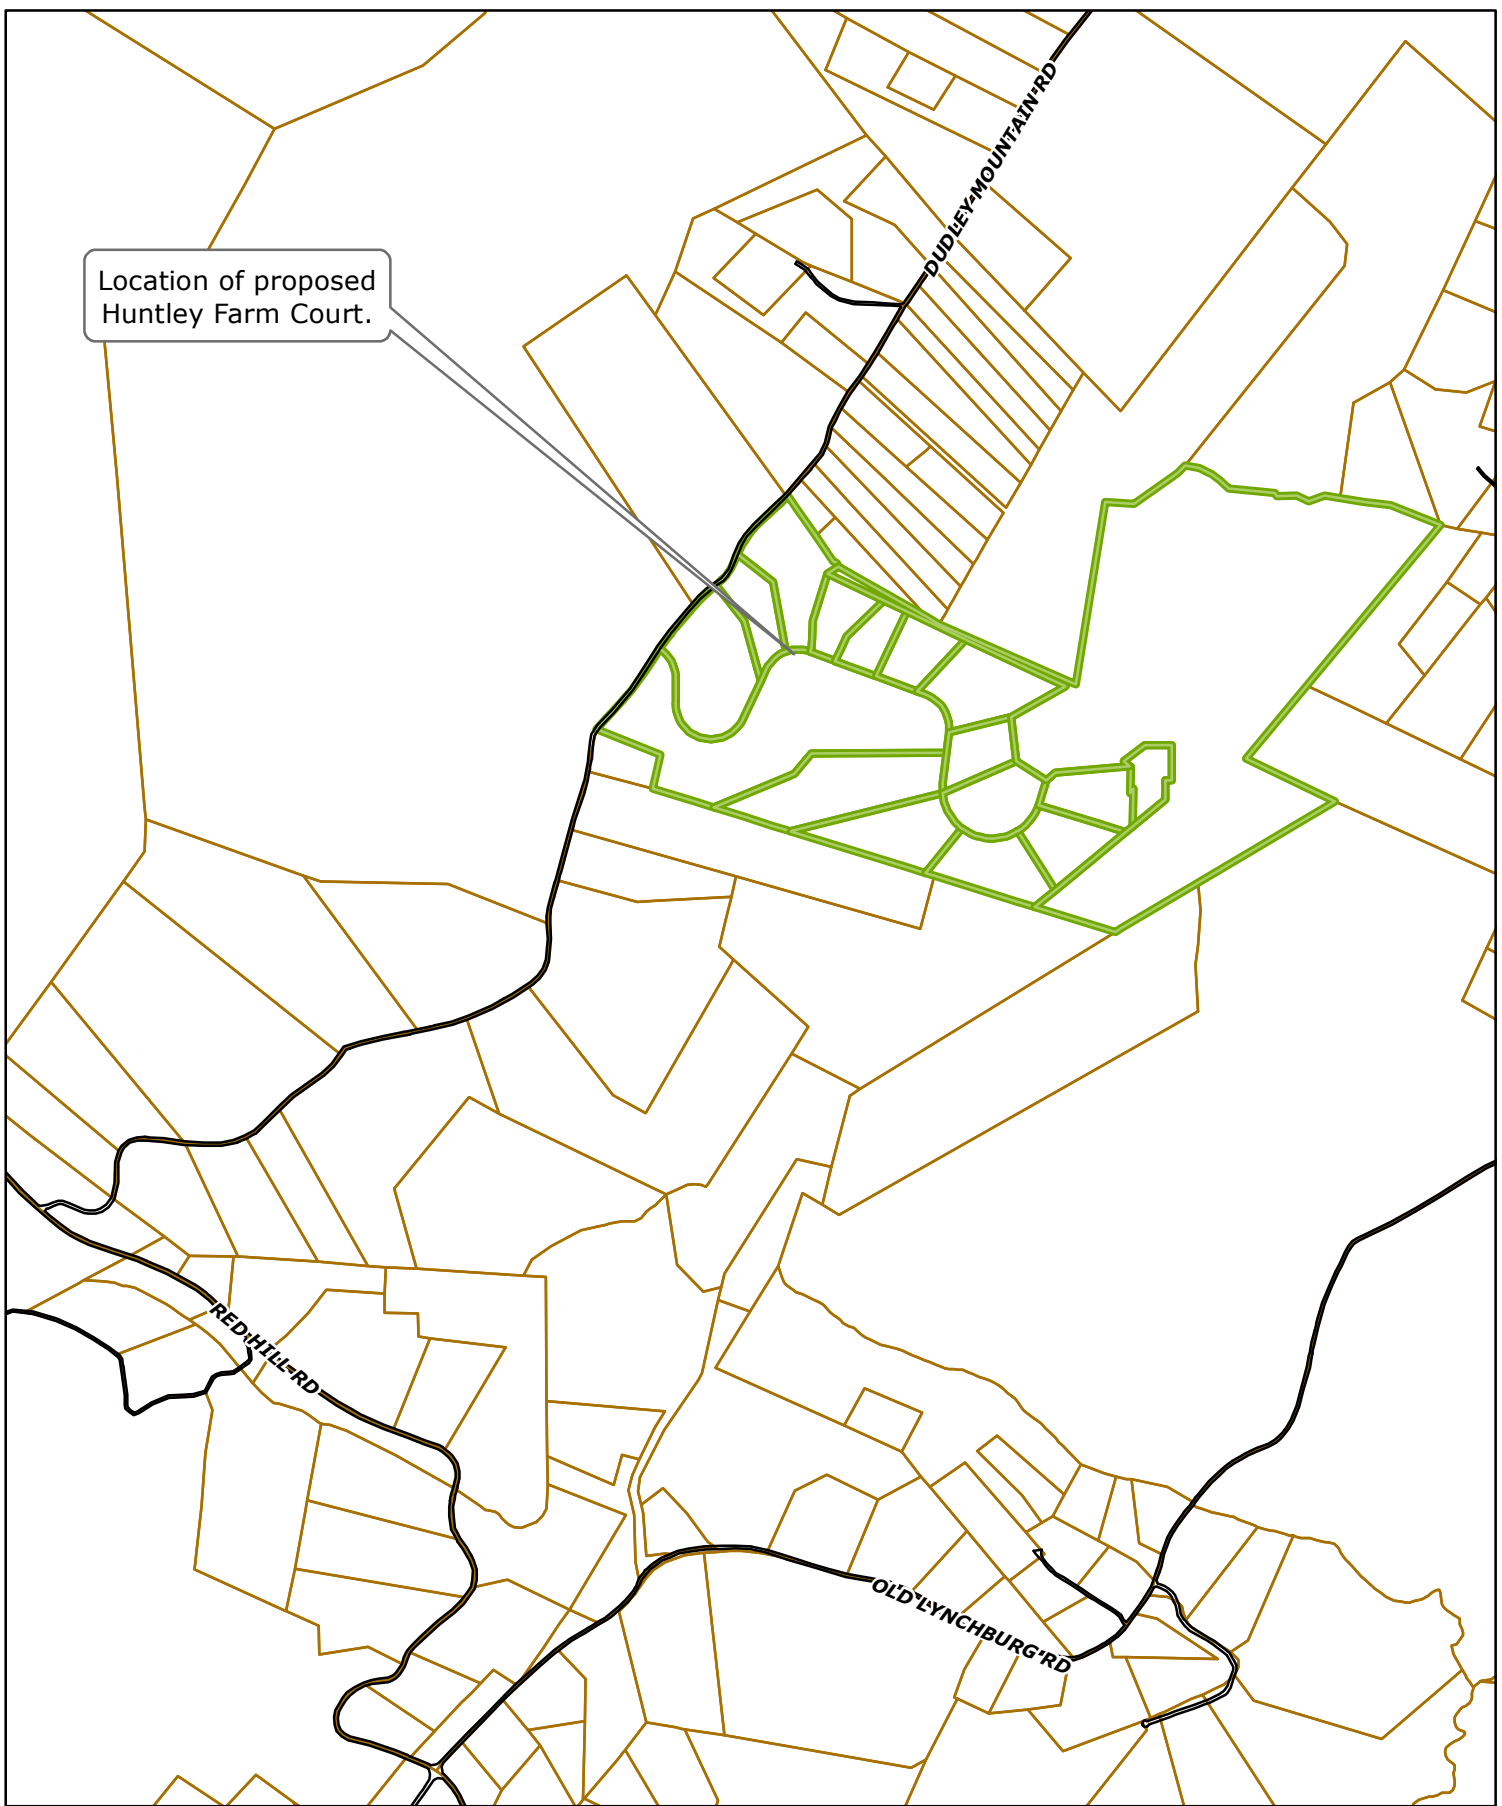 DUDLEY MOUNTAIN RD
Location of proposed
Huntley Farm Court.
RED HILL RD
OLD LYNCHBURG RD